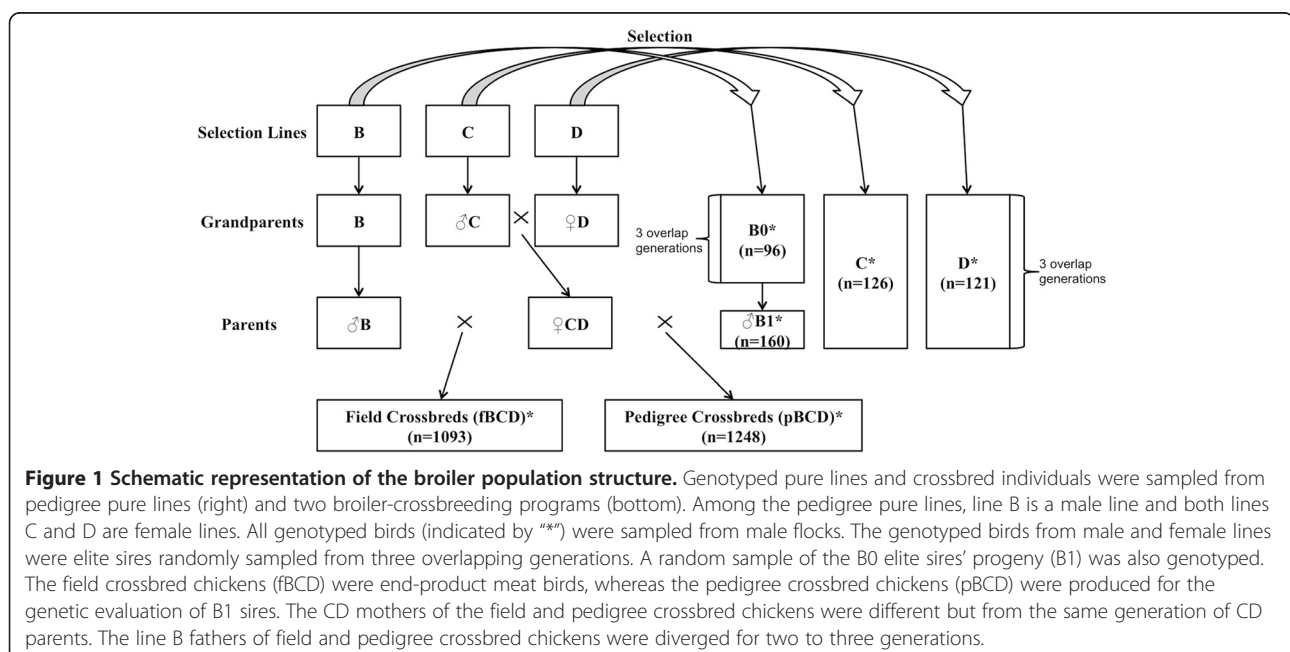 Selection
Selection Lines
B
C
D
Grandparents
B
♂C
×
♀D
3 overlap
generations
B0*
(n=96)
C*
(n=126)
D*
(n=121)
3 overlap
generations
Parents
♂B
×
♀CD
×
♂B1*
(n=160)
Field Crossbreds (fBCD)*
(n=1093)
Pedigree Crossbreds (pBCD)*
(n=1248)
Figure 1 Schematic representation of the broiler population structure. Genotyped pure lines and crossbred individuals were sampled from
pedigree pure lines (right) and two broiler-crossbreeding programs (bottom). Among the pedigree pure lines, line B is a male line and both lines
C and D are female lines. All genotyped birds (indicated by “*”) were sampled from male flocks. The genotyped birds from male and female lines
were elite sires randomly sampled from three overlapping generations. A random sample of the B0 elite sires’ progeny (B1) was also genotyped.
The field crossbred chickens (fBCD) were end-product meat birds, whereas the pedigree crossbred chickens (pBCD) were produced for the
genetic evaluation of B1 sires. The CD mothers of the field and pedigree crossbred chickens were different but from the same generation of CD
parents. The line B fathers of field and pedigree crossbred chickens were diverged for two to three generations.